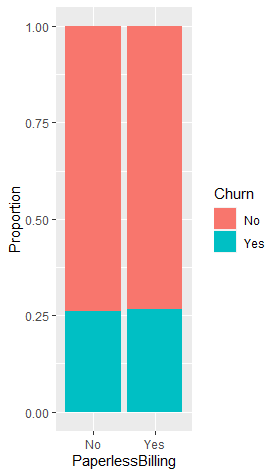 1.00
0.75
0.50
0.25
0.00
Proportion
No Yes
PaperlessBilling
Churn
No
Yes